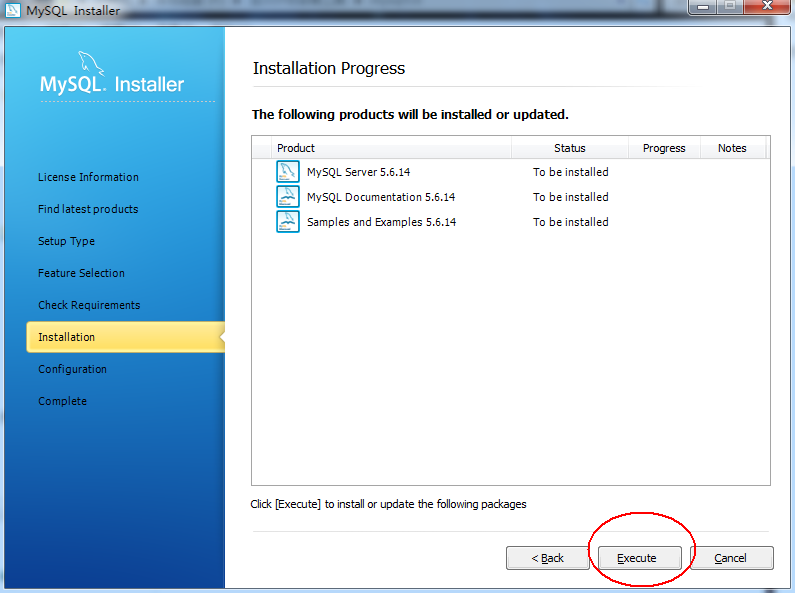 MySQL Installer
MySQL. Installer
License Information
Find latest products
Setup Type
Feature Selection
Check Requirements
Installation
Configuration
Complete
Installation Progress
The following products will be installed or updated.
Product Status Progress Notes
MySQL Server 5.6.14 To be installed
MySQL Documentation 5.6.14 To be installed
Samples and Examples 5.6.14 To be installed
Click [Execute] to install or update the following packages
< Back Execute Cancel